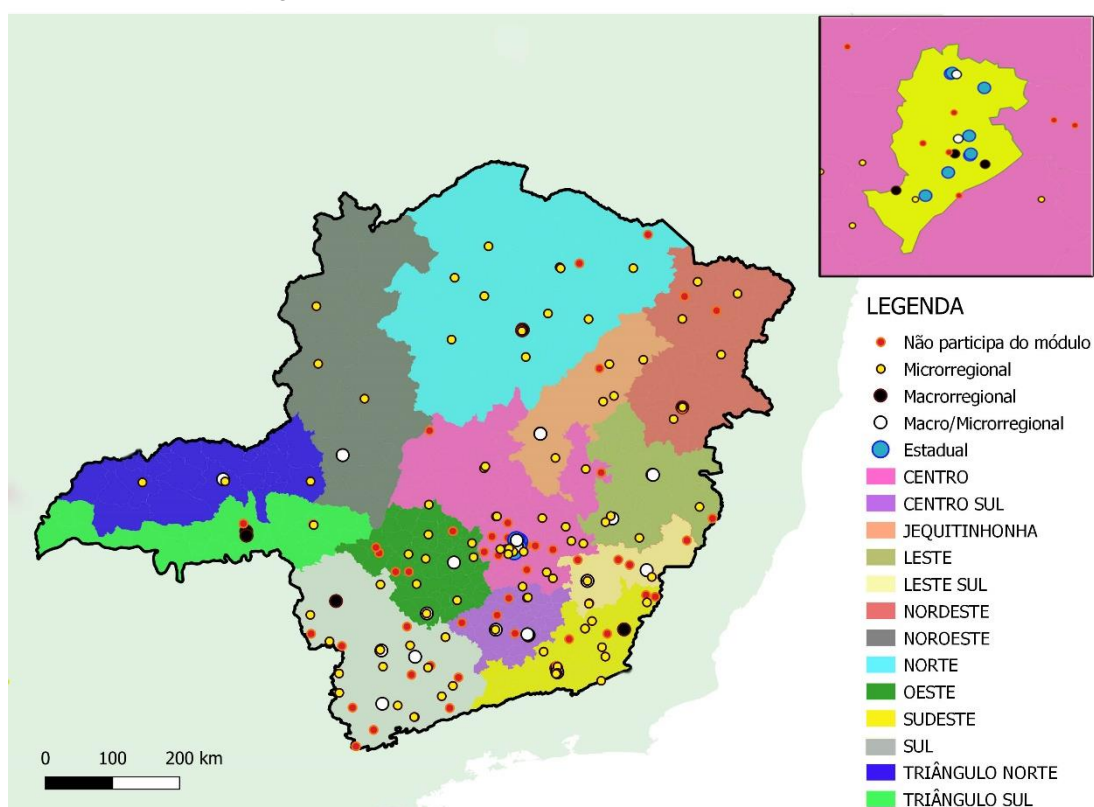 LEGENDA
Não participa do módulo
Microrregional
Macrorregional
Macro/Microrregional
Estadual
CENTRO
CENTRO SUL
JEQUITINHONHA
LESTE
LESTE SUL
NORDESTE
NOROESTE
NORTE
OESTE
SUDESTE
SUL
TRIÂNGULO NORTE
TRIÂNGULO SUL
0 100 200 km